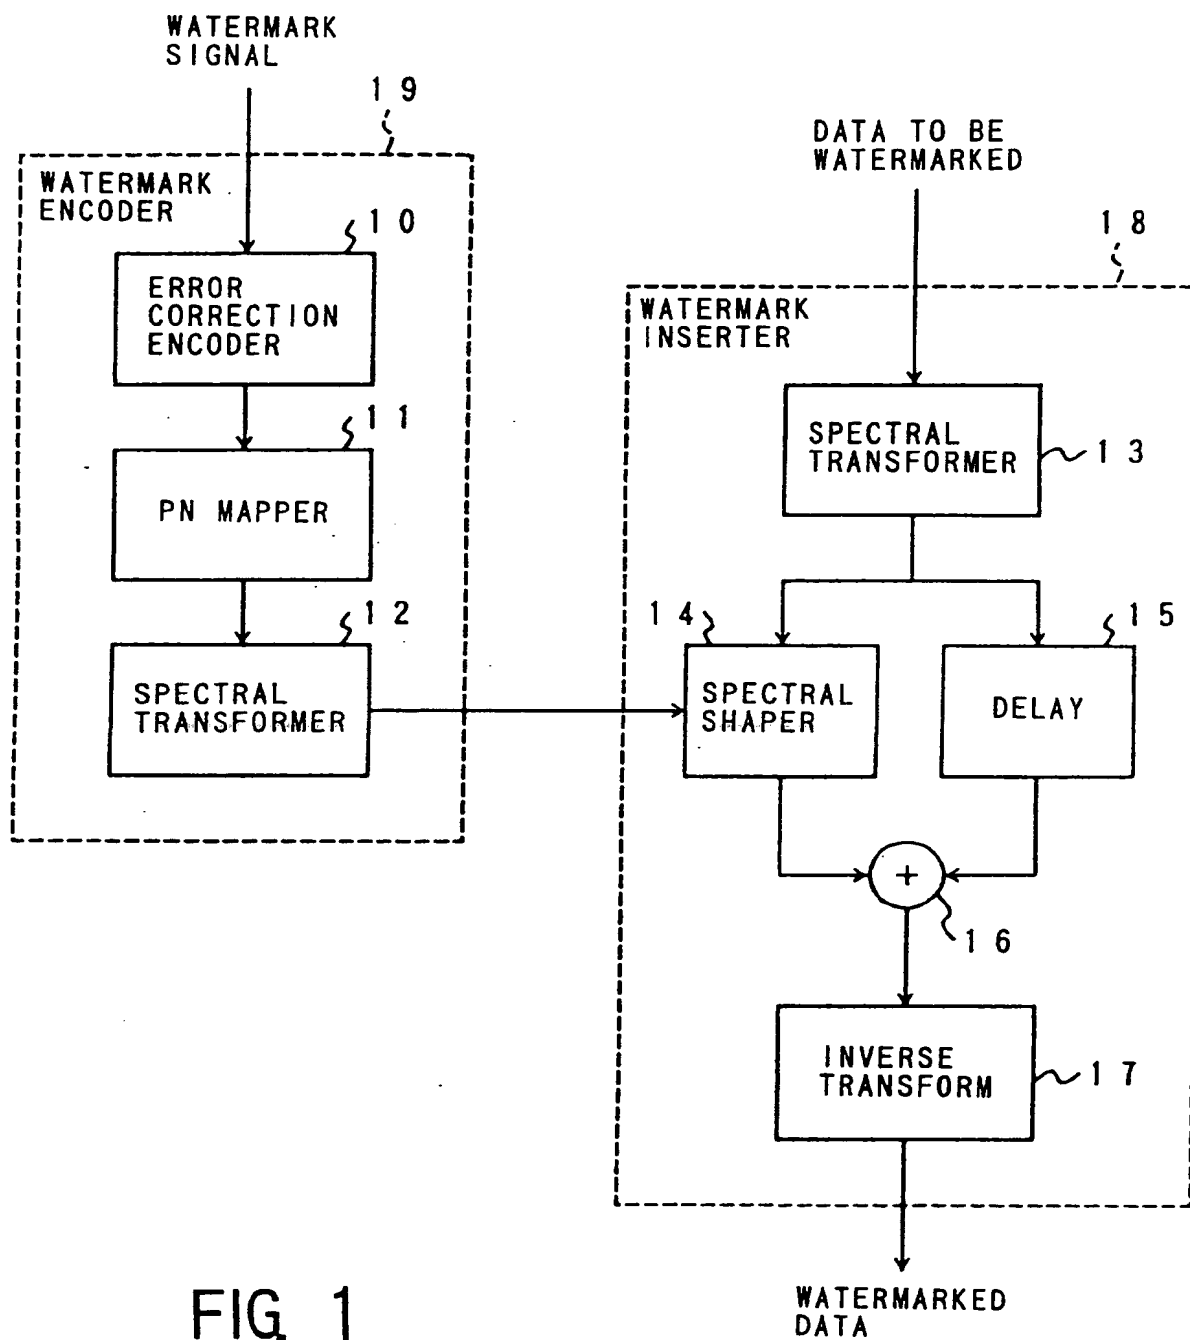 WATERMARK
SIGNAL
19
WATERMARK
ENCODER
10
ERROR
CORRECTION
ENCODER
11
PN MAPPER
12
SPECTRAL
TRANSFORMER
DATA TO BE
WATERMARKED
18
WATERMARK
INSERTER
SPECTRAL
TRANSFORMER
13
14
SPECTRAL
SHAPER
15
DELAY
+
16
INVERSE
TRANSFORM
17
WATERMARKED
DATA
FIG. 1